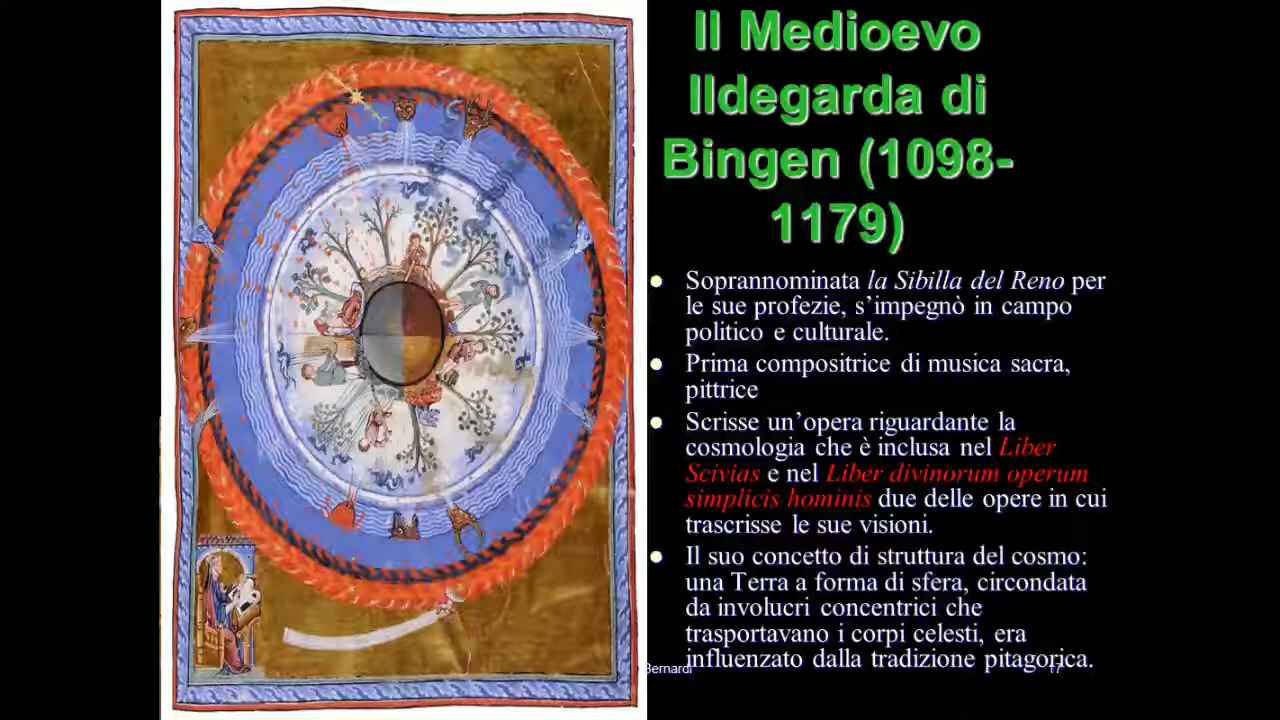 Il Medioevo
Ildegarda di
Bingen (1098-
1179)
Soprannominata la Sibilla del Reno per
le sue profezie, s’impegnò in campo
politico e culturale.
Prima compositrice di musica sacra,
pittrice
Scrisse un’opera riguardante la
cosmologia che è inclusa nel Liber
Scivias e nel Liber divinorum operum
simplicis hominis due delle opere in cui
trascrisse le sue visioni.
Il suo concetto di struttura del cosmo:
una Terra a forma di sfera, circondata
da involucri concentrici che
trasportavano i corpi celesti, era
influenzato dalla tradizione pitagorica.
Bernardi 17